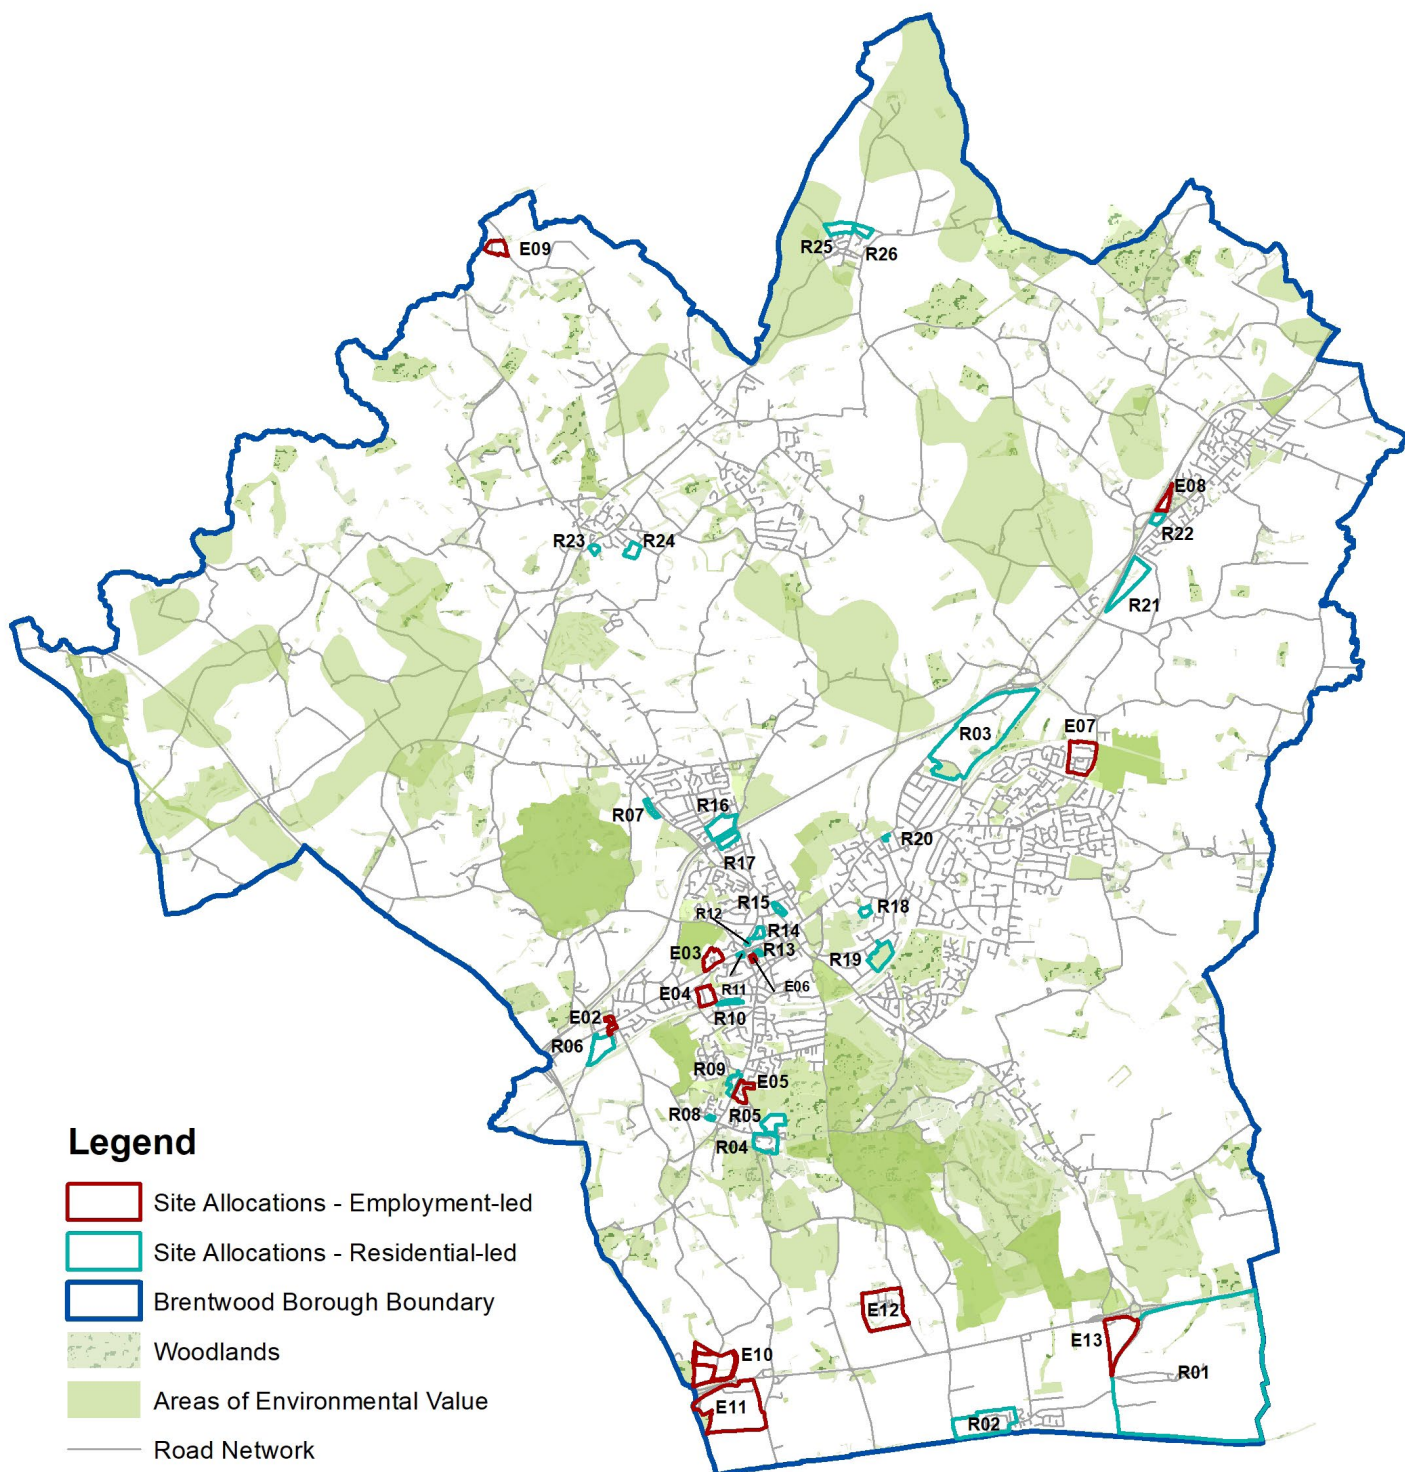 E09
R25
R26
E08
R22
R23
R24
R21
R03
E07
R07
R16
R17
R20
R15
R12
R18
R14
R13
E03
R19
R11
E06
E04
R10
E02
R06
R09
E05
R08
R05
R04
E12
E13
E10
R01
E11
R02
Legend
Site Allocations - Employment-led
Site Allocations - Residential-led
Brentwood Borough Boundary
Woodlands
Areas of Environmental Value
Road Network